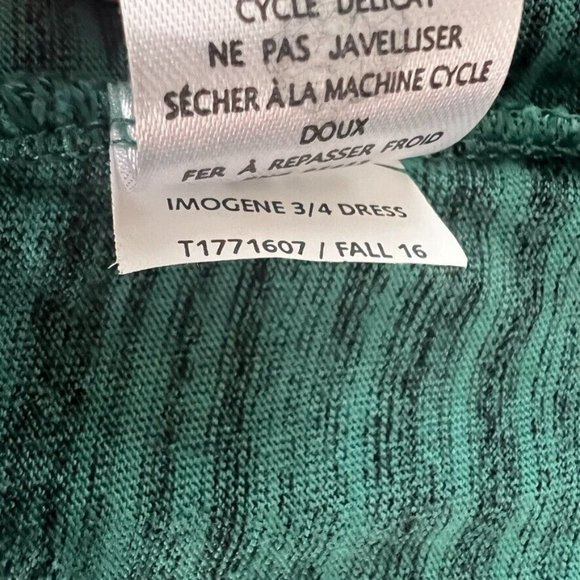 CYCLE DÉLICAT
NE PAS JAVELLISER
SÉCHER À LA MACHINE CYCLE
DOUX
FER À REPASSER FROID
IMOGENE 3/4 DRESS
T1771607 / FALL 16